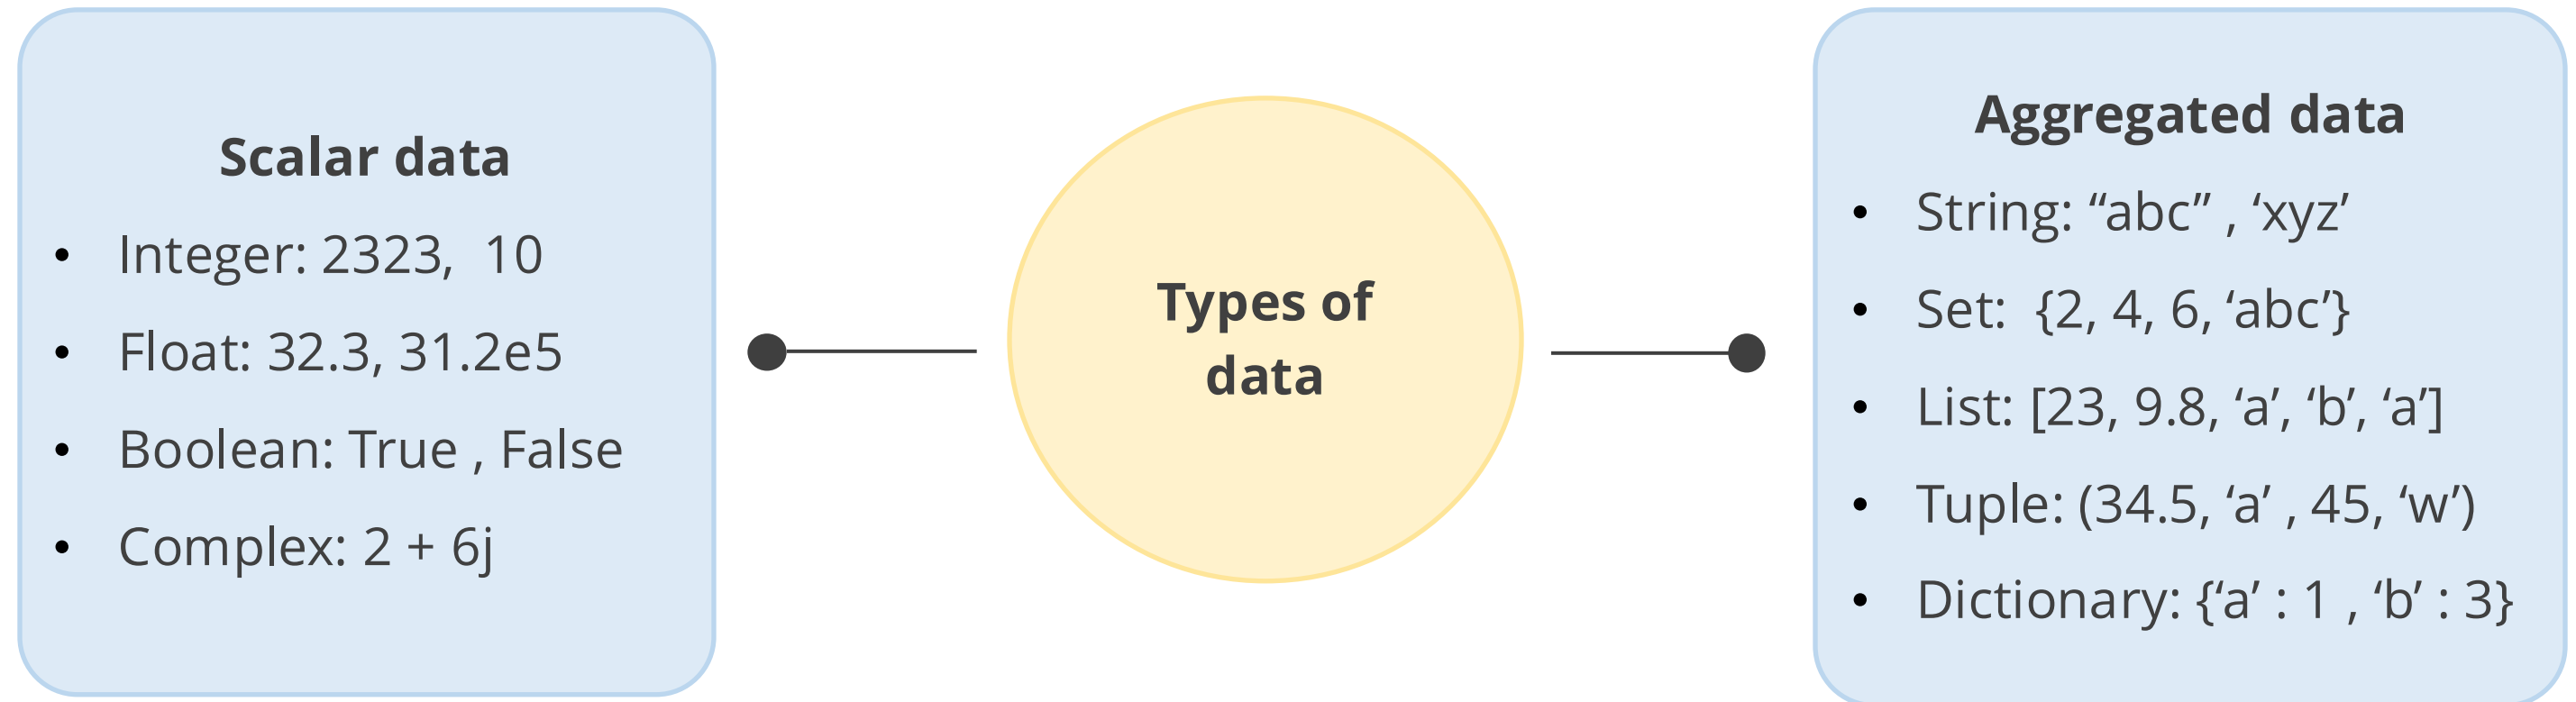 Scalar data
• Integer: 2323,  10
• Float: 32.3, 31.2e5
• Boolean: True , False
• Complex: 2 + 6j
Types of
data
Aggregated data
• String: “abc” , ‘xyz’
• Set:  {2, 4, 6, ‘abc’}
• List: [23, 9.8, ‘a’, ‘b’, ‘a’]
• Tuple: (34.5, ‘a’ , 45, ‘w’)
• Dictionary: {‘a’ : 1 , ‘b’ : 3}